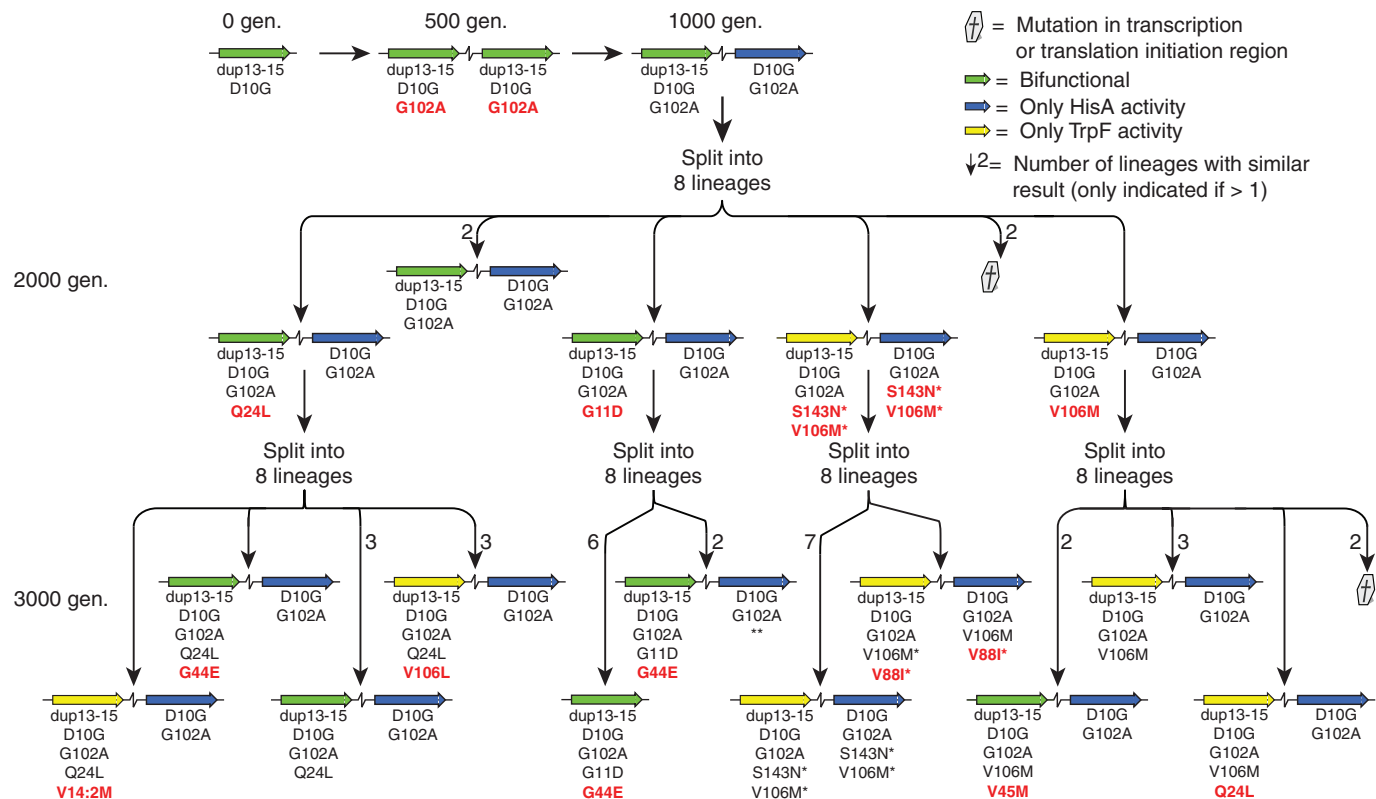 0 gen.
500 gen.
1000 gen.
dup13-15
D10G
dup13-15
D10G
G102A
dup13-15
D10G
G102A
dup13-15
D10G
G102A
D10G
G102A
= Mutation in transcription
or translation initiation
region
= Bifunctional
= Only HisA activity
= Only TrpF activity
2= Number of lineages with similar
result (only indicated if > 1)
Split into
8 lineages
2000 gen.
2
2
dup13-15
D10G
G102A
D10G
G102A
dup13-15
D10G
G102A
Q24L
D10G
G102A
dup13-15
D10G
G102A
G11D
D10G
G102A
dup13-15
D10G
G102A
S143N*
V106M*
D10G
G102A
S143N*
V106M*
dup13-15
D10G
G102A
V106M
D10G
G102A
Split into
8 lineages
Split into
8 lineages
Split into
8 lineages
Split into
8 lineages
3000 gen.
3
3
6
2
7
2
3
2
dup13-15
D10G
G102A
Q24L
G44E
D10G
G102A
dup13-15
D10G
G102A
Q24L
V106L
D10G
G102A
dup13-15
D10G
G102A
G11D
G44E
D10G
G102A
**
dup13-15
D10G
G102A
V106M*
V88I*
D10G
G102A
V106M
V88I*
dup13-15
D10G
G102A
V106M
D10G
G102A
dup13-15
D10G
G102A
Q24L
V14:2M
D10G
G102A
dup13-15
D10G
G102A
Q24L
D10G
G102A
dup13-15
D10G
G102A
G11D
G44E
dup13-15
D10G
G102A
S143N*
V106M*
D10G
G102A
S143N*
V106M*
dup13-15
D10G
G102A
V106M
V45M
D10G
G102A
dup13-15
D10G
G102A
V106M
Q24L
D10G
G102A